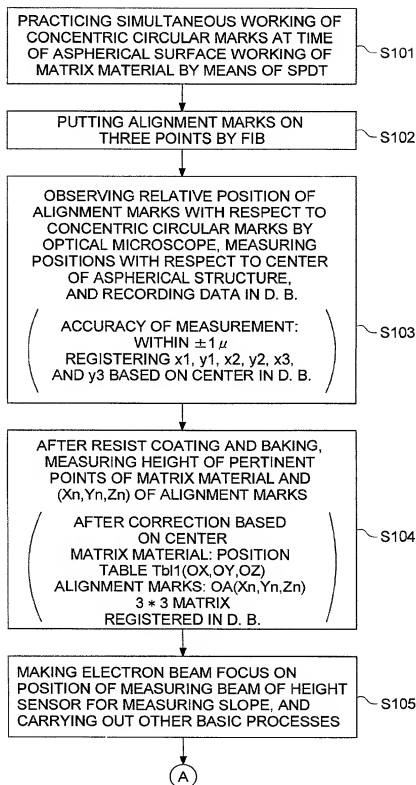 PRACTICING SIMULTANEOUS WORKING OF
CONCENTRIC CIRCULAR MARKS AT TIME
OF ASPHERICAL SURFACE WORKING OF
MATRIX MATERIAL BY MEANS OF SPDT
S101
PUTTING ALIGNMENT MARKS ON
THREE POINTS BY FIB
S102
OBSERVING RELATIVE POSITION OF
ALIGNMENT MARKS WITH RESPECT TO
CONCENTRIC CIRCULAR MARKS BY
OPTICAL MICROSCOPE, MEASURING
POSITIONS WITH RESPECT TO CENTER
OF ASPHERICAL STRUCTURE,
AND RECORDING DATA IN D. B.
ACCURACY OF MEASUREMENT:
WITHIN ±1μ
REGISTERING x1, y1, x2, y2, x3,
AND y3 BASED ON CENTER IN D. B.
S103
AFTER RESIST COATING AND BAKING,
MEASURING HEIGHT OF PERTINENT
POINTS OF MATRIX MATERIAL AND
(Xn,Yn,Zn) OF ALIGNMENT MARKS
AFTER CORRECTION BASED
ON CENTER
MATRIX MATERIAL: POSITION
TABLE Tbl1(OX,OY,OZ)
ALIGNMENT MARKS: OA(Xn,Yn,Zn)
3 * 3 MATRIX
REGISTERED IN D. B.
S104
MAKING ELECTRON BEAM FOCUS ON
POSITION OF MEASURING BEAM OF HEIGHT
SENSOR FOR MEASURING SLOPE, AND
CARRYING OUT OTHER BASIC PROCESSES
S105
A